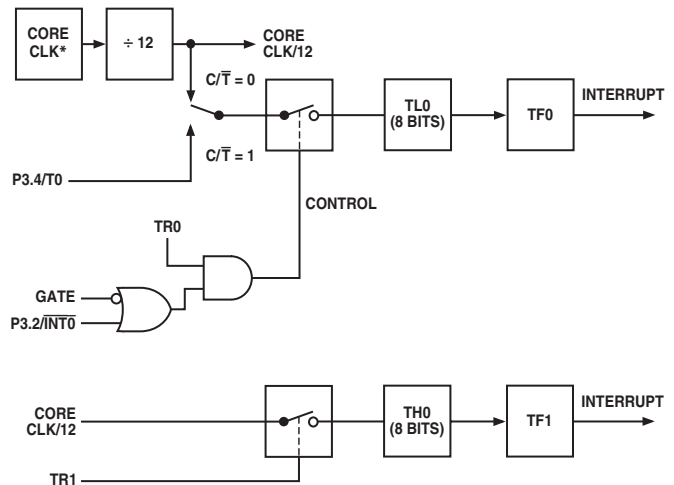 CORE
CLK*
÷ 12
CORE
CLK/12
C/T̅ = 0
TL0
(8 BITS)
TF0
INTERRUPT
C/T̅ = 1
P3.4/T0
CONTROL
TR0
GATE
P3.2/I̅N̅T̅0̅
CORE
CLK/12
TH0
(8 BITS)
TF1
INTERRUPT
TR1